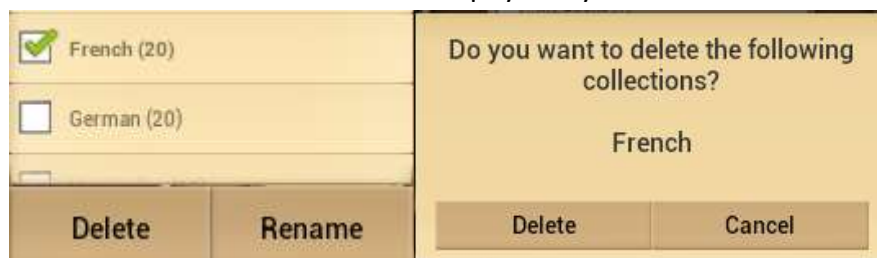 French (20)
German (20)
Delete
Rename
Do you want to delete the following
collections?
French
Delete
Cancel